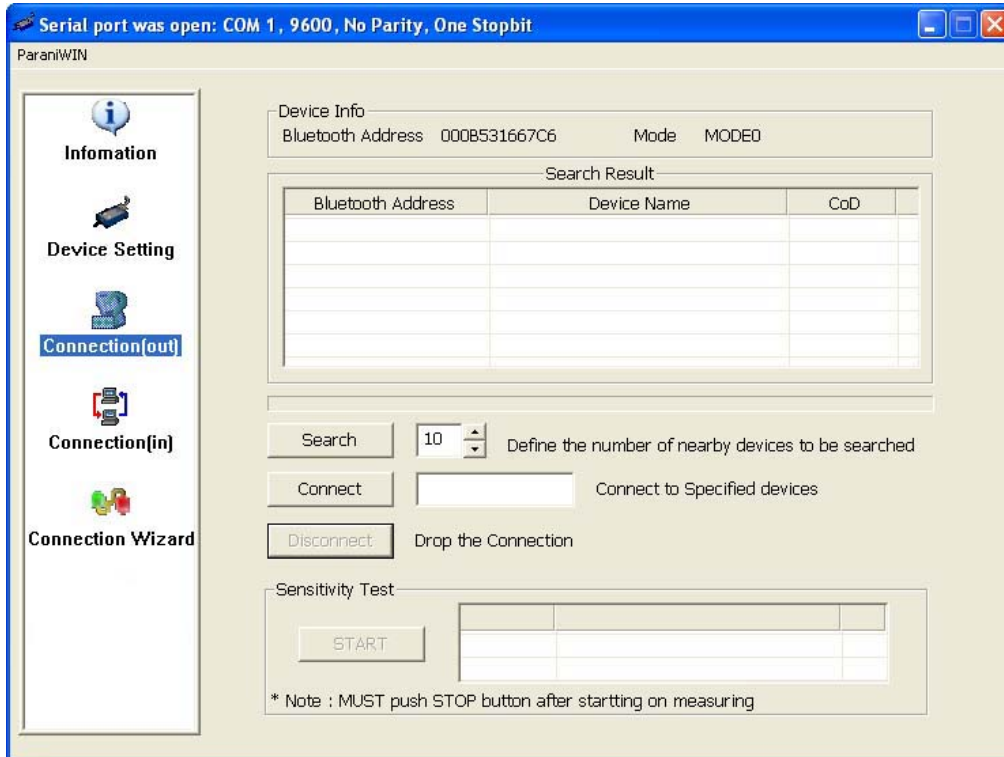 Serial port was open: COM 1, 9600, No Parity, One Stopbit
ParaniWIN
Infomation
Device Setting
Connection(out)
Connection(in)
Connection Wizard
Device Info
Bluetooth Address 000B531667C6 Mode MODE0
Search Result
Bluetooth Address Device Name CoD
Search 10 Define the number of nearby devices to be searched
Connect Connect to Specified devices
Disconnect Drop the Connection
Sensitivity Test
START
* Note : MUST push STOP button after startting on measuring